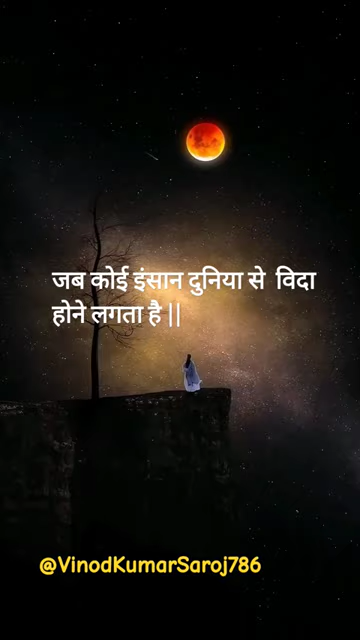 जब कोई इंसान दुनिया से विदा
होने लगता है ||
@VinodKumarSaroj786